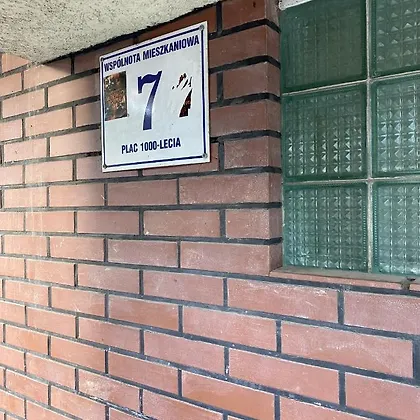 WSPÓLNOTA MIESZKANIOWA
7
PLAC 1000-LECIA